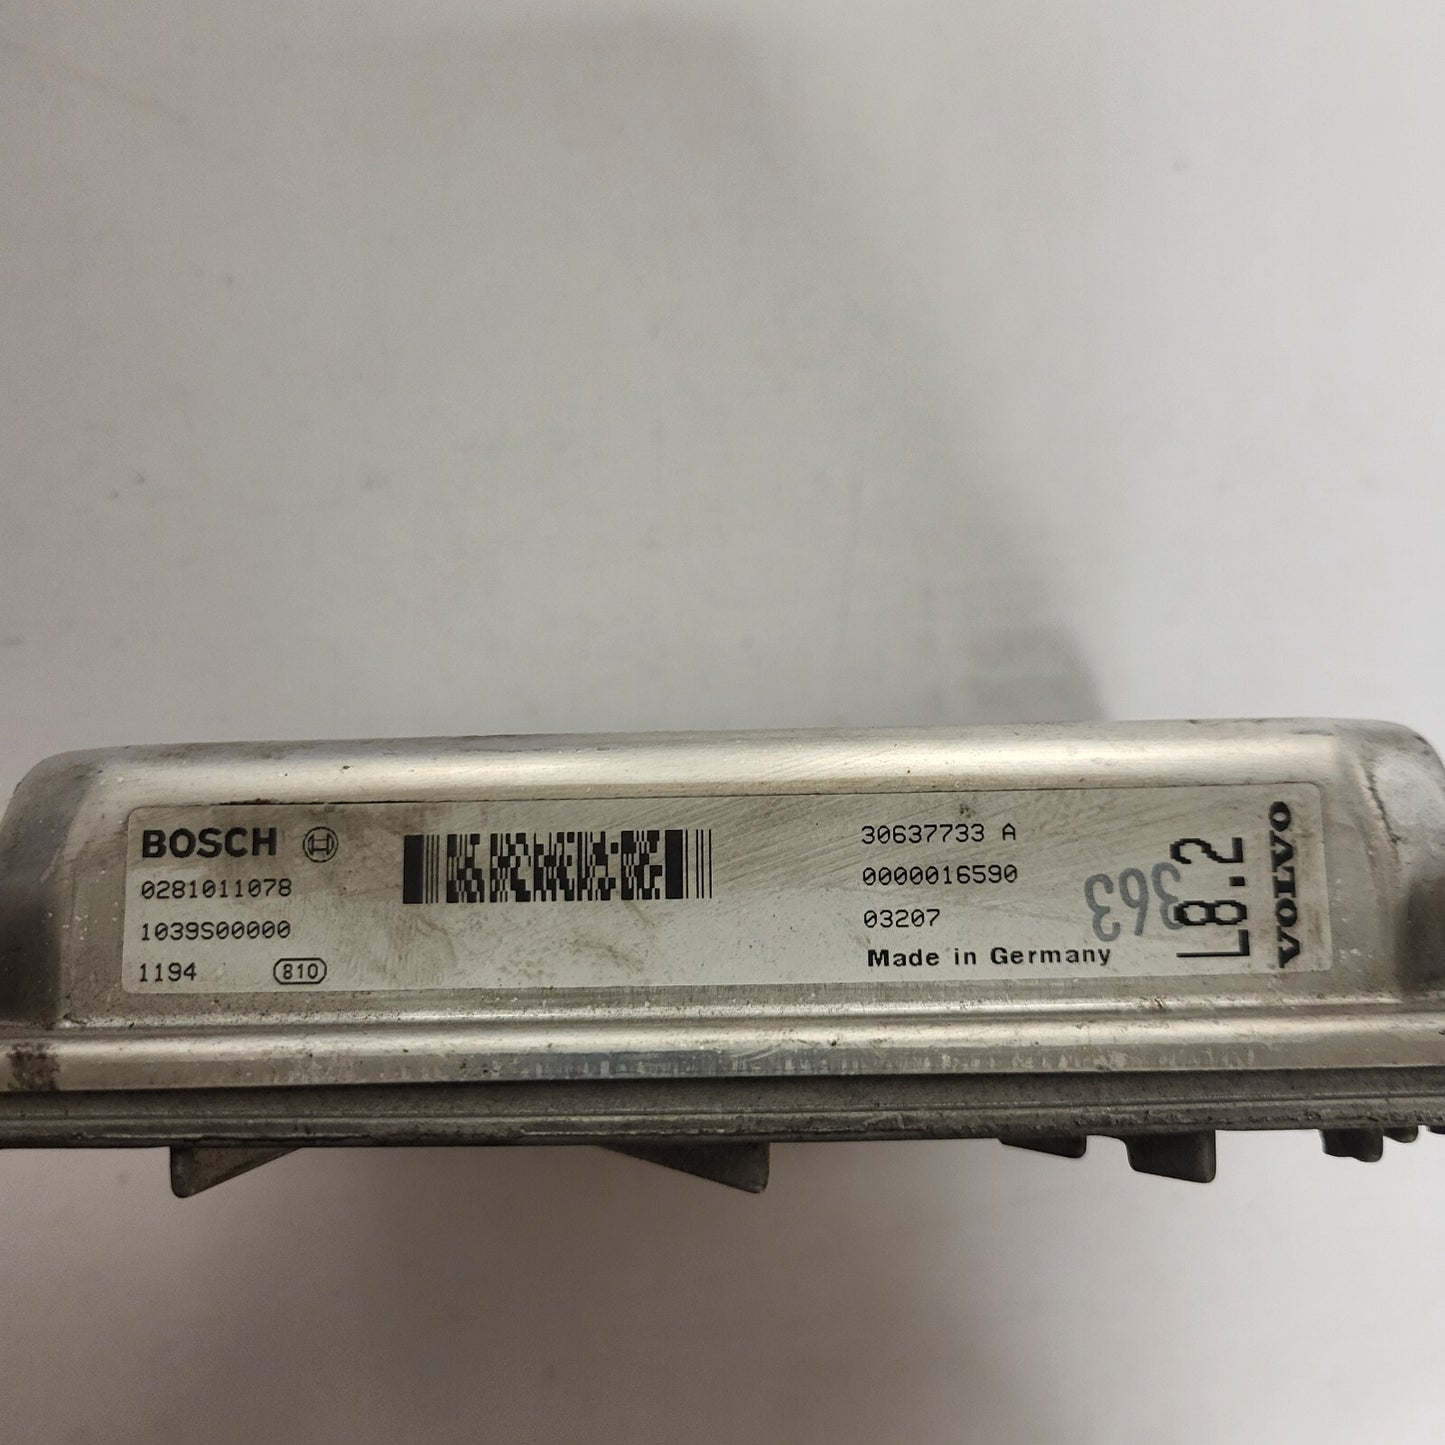 BOSCH
0281011078
1039S00000
1194 810
30637733 A
0000016590
03207
Made in Germany
363
L8.2
VOLVO